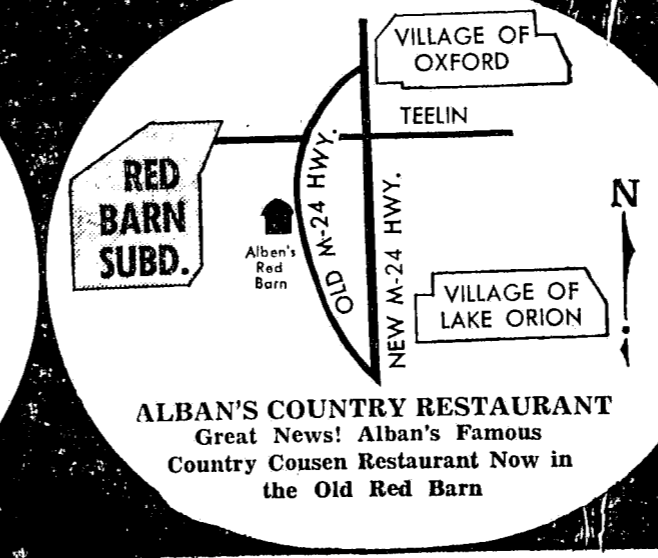 VILLAGE OF
OXFORD
TEELIN
RED
BARN
SUBD.
OLD M-24 HWY.
NEW M-24 HWY.
N
Alben's
Red
Barn
VILLAGE OF
LAKE ORION
ALBAN'S COUNTRY RESTAURANT
Great News! Alban's Famous
Country Cousen Restaurant Now in
the Old Red Barn